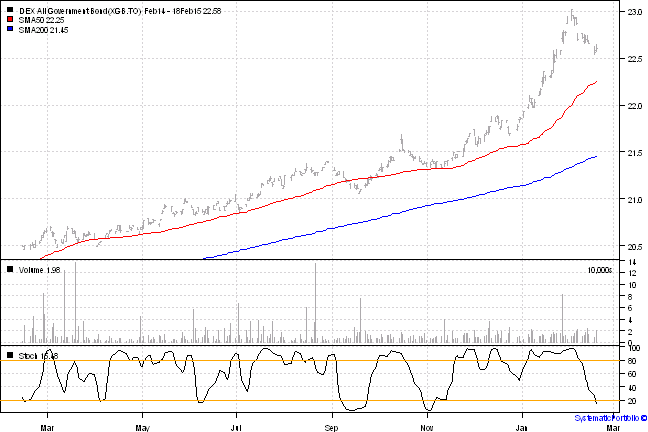 DEX All Government Bond(XGB.TO) Feb14 - 18Feb15 22.58
SMA50 22.25
SMA200 21.45
23.0
22.5
22.0
21.5
21.0
20.5
Volume 1.98
10,000s
14
12
10
8
6
4
2
0
Stoch 15.48
100
80
60
40
20
Mar
May
Jul
Sep
Nov
Jan
Mar
SystematicPortfolio ©